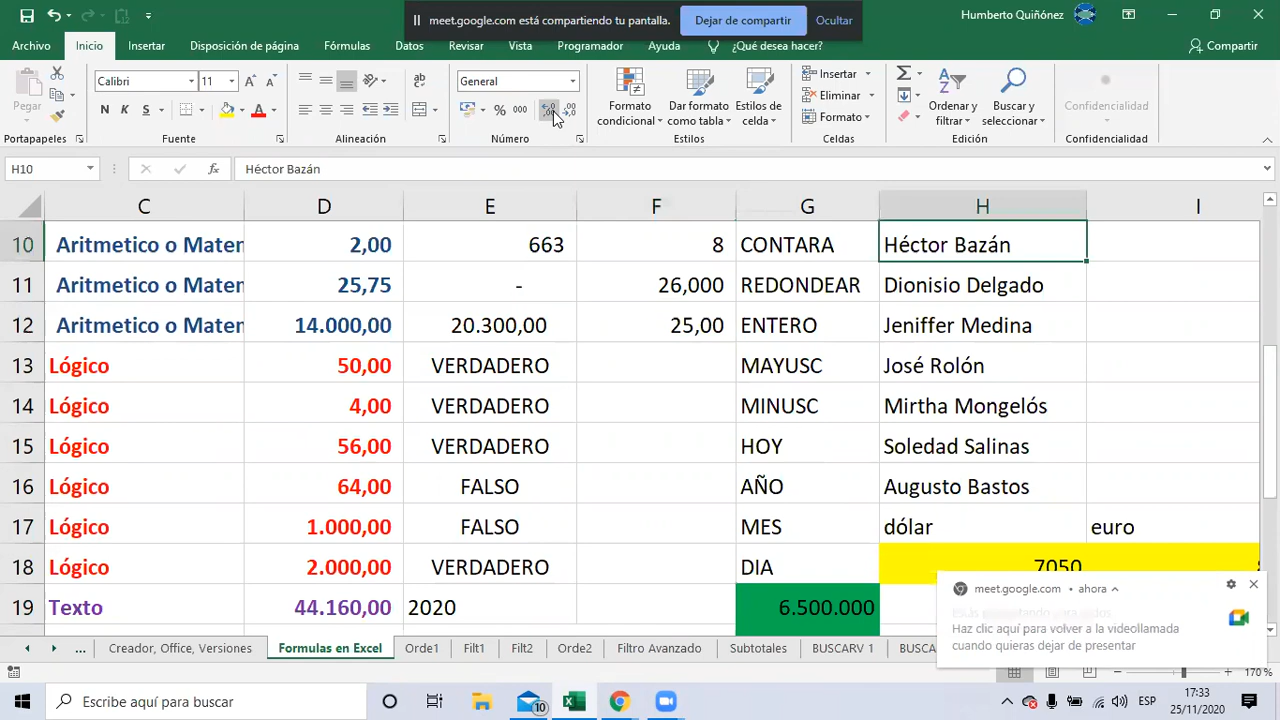 meet.google.com está compartiendo tu pantalla. Dejar de compartir Ocultar
Humberto Quiñónez
Archivo Inicio Insertar Disposición de página Fórmulas Datos Revisar Vista Programador Ayuda ¿Qué desea hacer? Compartir
Pegar
Calibri 11
N K S
ab
General
% 000
Formato condicional
Dar formato como tabla
Estilos de celda
Insertar
Eliminar
Formato
Ordenar y filtrar
Buscar y seleccionar
Confidencialidad
Portapapeles Fuente Alineación Número Estilos Celdas Edición Confidencialidad
H10 fx Héctor Bazán
C D E F G H I
10 Aritmetico o Maten 2,00 663 8 CONTARA Héctor Bazán
11 Aritmetico o Maten 25,75 - 26,000 REDONDEAR Dionisio Delgado
12 Aritmetico o Maten 14.000,00 20.300,00 25,00 ENTERO Jeniffer Medina
13 Lógico 50,00 VERDADERO MAYUSC José Rolón
14 Lógico 4,00 VERDADERO MINUSC Mirtha Mongelós
15 Lógico 56,00 VERDADERO HOY Soledad Salinas
16 Lógico 64,00 FALSO AÑO Augusto Bastos
17 Lógico 1.000,00 FALSO MES dólar euro
18 Lógico 2.000,00 VERDADERO DIA 7050
19 Texto 44.160,00 2020 6.500.000
meet.google.com • ahora
Haz clic aquí para volver a la videollamada
cuando quieras dejar de presentar
... Creador, Office, Versiones Formulas en Excel Orde1 Filt1 Filt2 Orde2 Filtro Avanzado Subtotales BUSCARV 1 BUSCA
170 %
Escribe aquí para buscar
10
ESP
17:33
25/11/2020